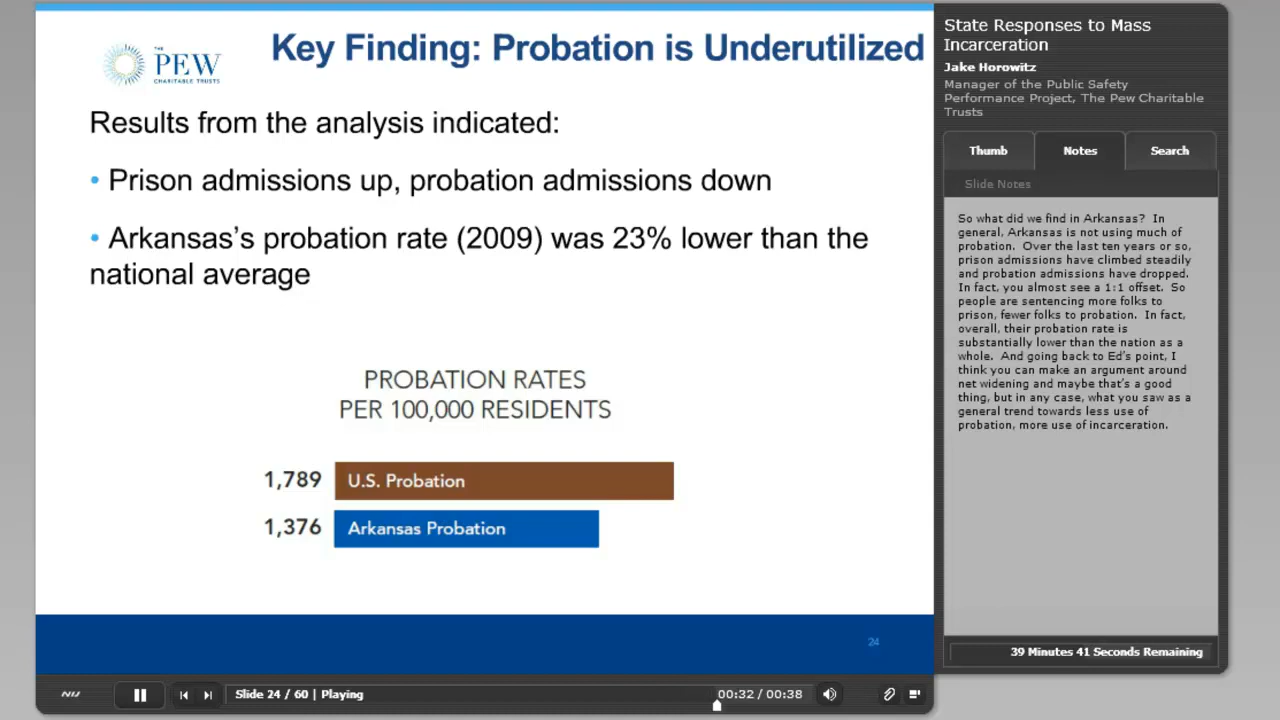 THE
PEW
CHARITABLE TRUSTS
Key Finding: Probation is Underutilized
Results from the analysis indicated:
• Prison admissions up, probation admissions down
• Arkansas's probation rate (2009) was 23% lower than the
national average
PROBATION RATES
PER 100,000 RESIDENTS
1,789 U.S. Probation
1,376 Arkansas Probation
24
Slide 24 / 60 | Playing
00:32 / 00:38
State Responses to Mass
Incarceration
Jake Horowitz
Manager of the Public Safety
Performance Project, The Pew Charitable
Trusts
Thumb Notes Search
Slide Notes
So what did we find in Arkansas? In
general, Arkansas is not using much of
probation. Over the last ten years or so,
prison admissions have climbed steadily
and probation admissions have dropped.
In fact, you almost see a 1:1 offset. So
people are sentencing more folks to
prison, fewer folks to probation. In fact,
overall, their probation rate is
substantially lower than the nation as a
whole. And going back to Ed's point, I
think you can make an argument around
net widening and maybe that's a good
thing, but in any case, what you saw as a
general trend towards less use of
probation, more use of incarceration.
39 Minutes 41 Seconds Remaining